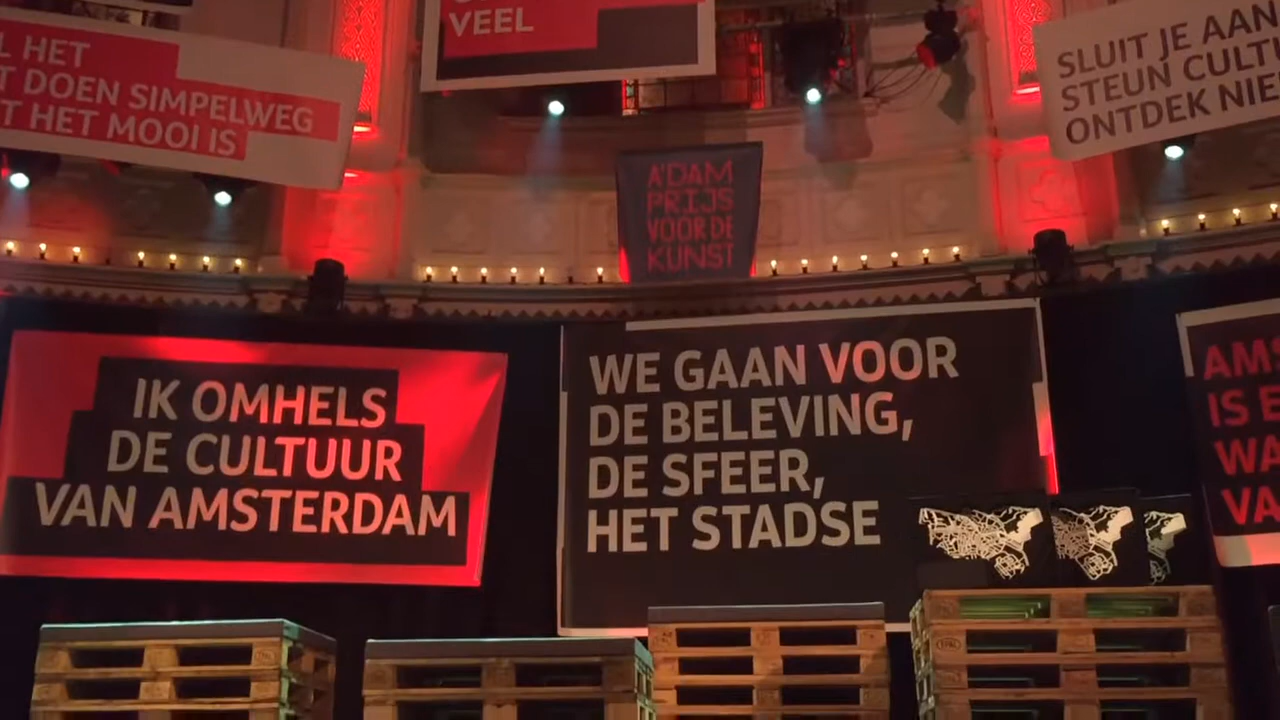 VEEL
L HET
T DOEN SIMPELWEG
T HET MOOI IS
SLUIT JE AAN
STEUN CULT
ONTDEK NIE
A'DAM
PRIJS
VOOR DE
KUNST
IK OMHELS
DE CULTUUR
VAN AMSTERDAM
WE GAAN VOOR
DE BELEVING,
DE SFEER,
HET STADSE
AMS
IS E
WA
VA